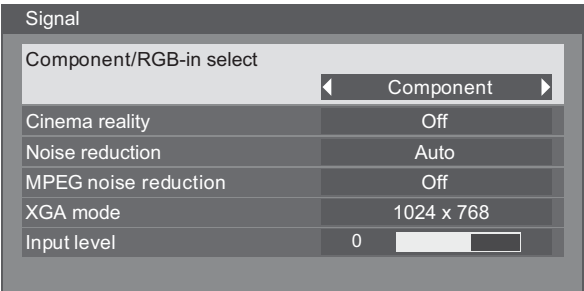 Signal
Component/RGB-in select
Component
Cinema reality Off
Noise reduction Auto
MPEG noise reduction Off
XGA mode 1024 x 768
Input level 0